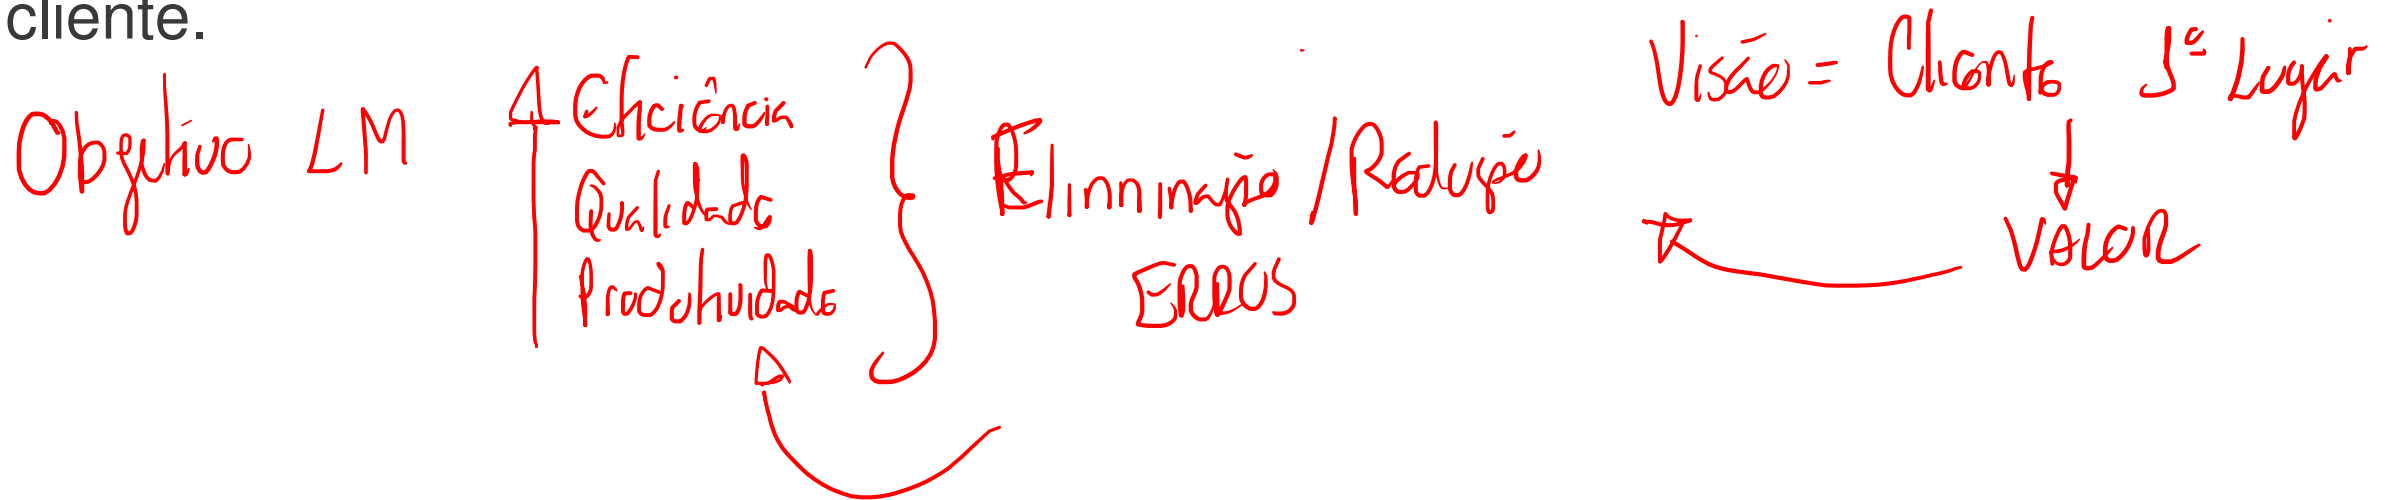 cliente.
Objetivo LM
Eficiência
Qualidade
Produtividade
Eliminação / Redução
ERROS
Visão = Cliente 1º Lugar
VALOR